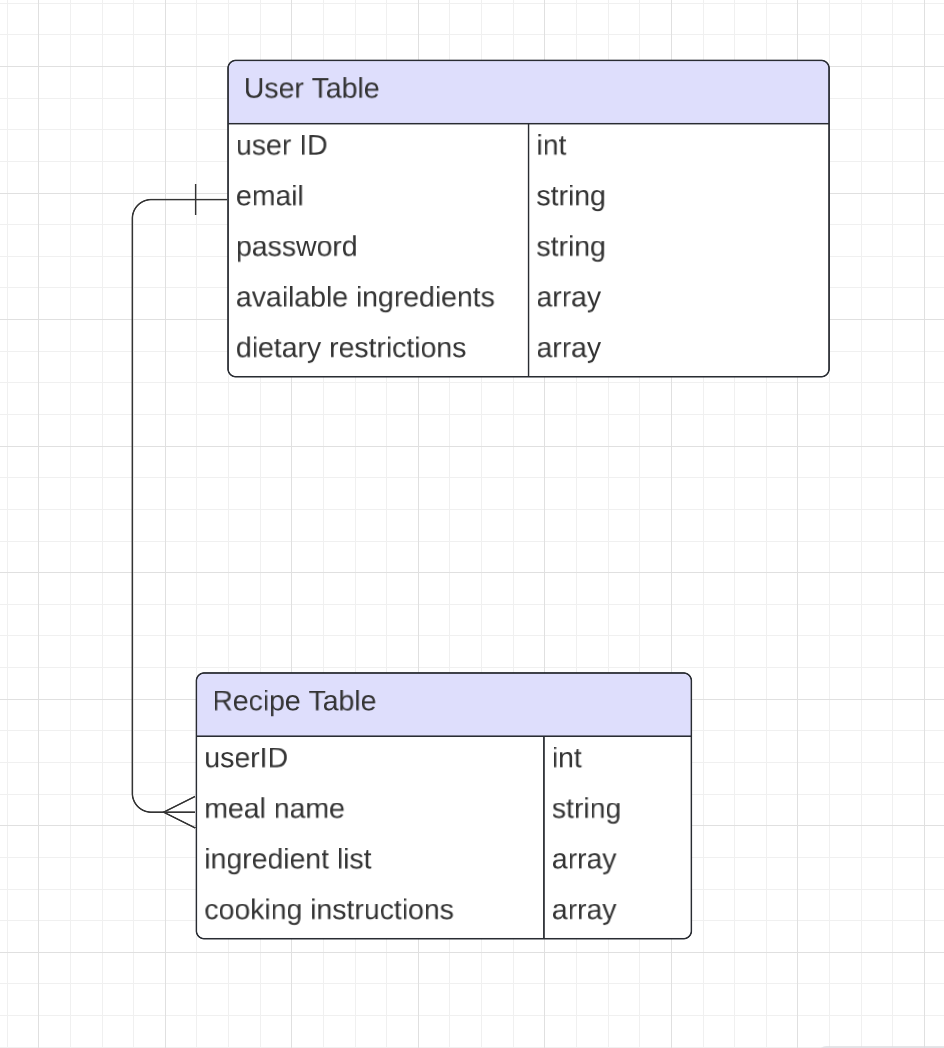 User Table
user ID int
email string
password string
available ingredients array
dietary restrictions array
Recipe Table
userID int
meal name string
ingredient list array
cooking instructions array